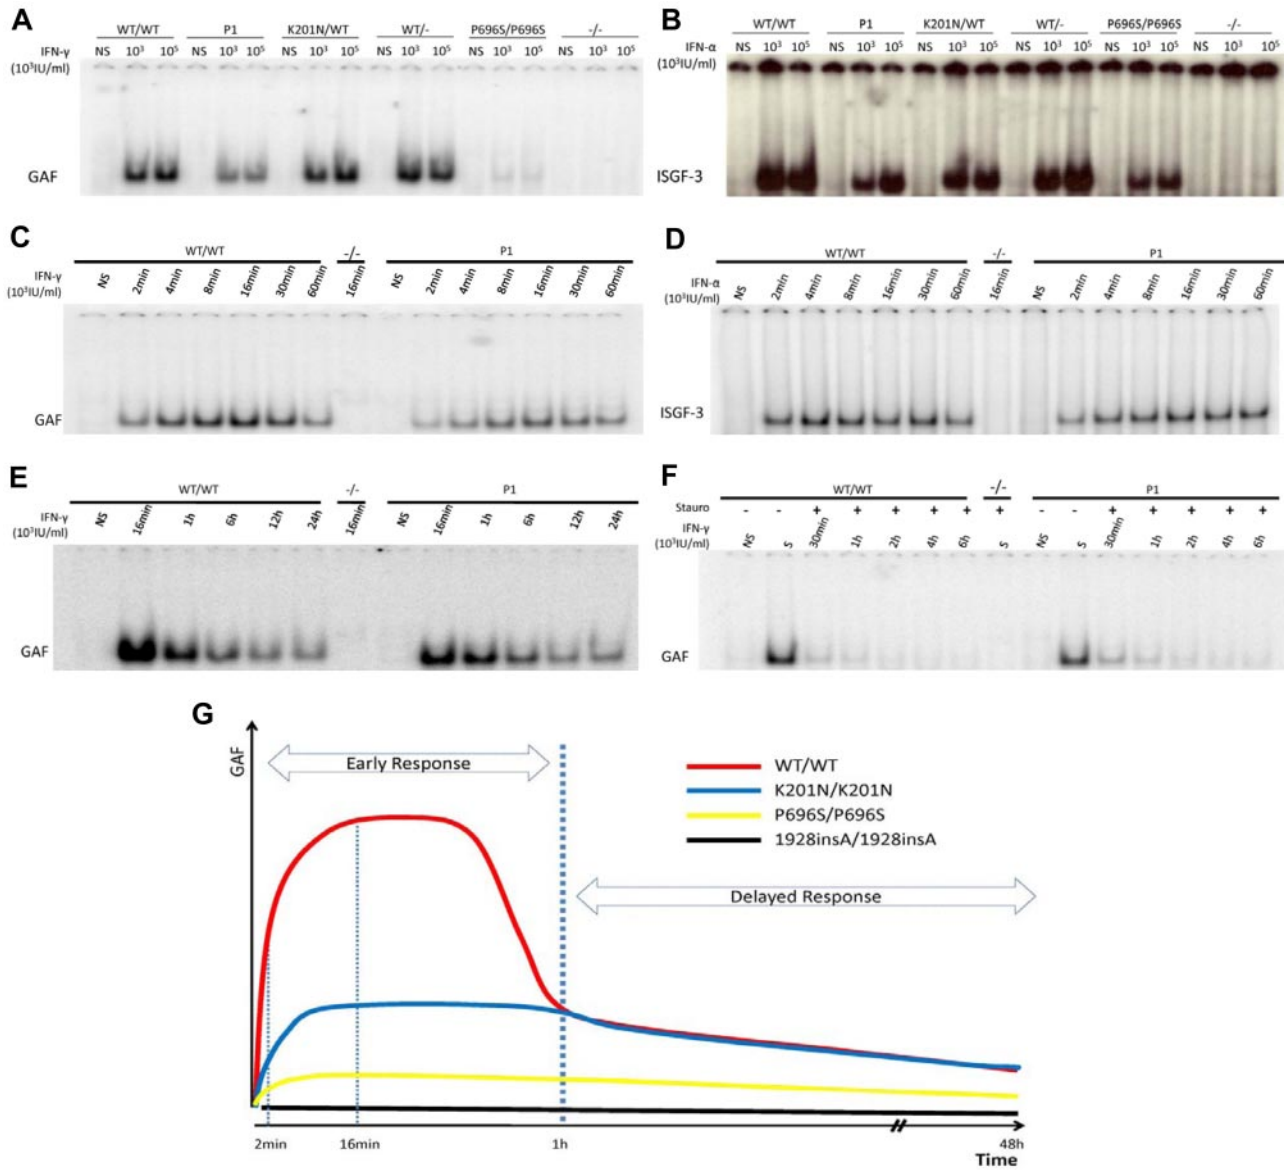 A
WT/WT P1 K201N/WT WT/- P696S/P696S -/-
IFN-γ NS 10³ 10⁵ NS 10³ 10⁵ NS 10³ 10⁵ NS 10³ 10⁵ NS 10³ 10⁵ NS 10³ 10⁵
(10³IU/ml)
GAF
B
WT/WT P1 K201N/WT WT/- P696S/P696S -/-
IFN-α NS 10³ 10⁵ NS 10³ 10⁵ NS 10³ 10⁵ NS 10³ 10⁵ NS 10³ 10⁵ NS 10³ 10⁵
(10³IU/ml)
ISGF-3
C
WT/WT -/- P1
IFN-γ NS 2min 4min 8min 16min 30min 60min 16min NS 2min 4min 8min 16min 30min 60min
(10³IU/ml)
GAF
D
WT/WT -/- P1
IFN-α NS 2min 4min 8min 16min 30min 60min 16min NS 2min 4min 8min 16min 30min 60min
(10³IU/ml)
ISGF-3
E
WT/WT -/- P1
IFN-γ NS 16min 1h 6h 12h 24h 16min NS 16min 1h 6h 12h 24h
(10³IU/ml)
GAF
F
WT/WT -/- P1
Stauro - - + + + + + + - - + + + + +
IFN-γ NS S 30min 1h 2h 4h 6h S NS S 30min 1h 2h 4h 6h
(10³IU/ml)
GAF
G
GAF
Early Response
WT/WT
K201N/K201N
P696S/P696S
1928insA/1928insA
Delayed Response
2min 16min 1h 48h
Time